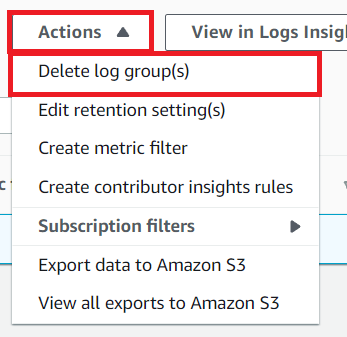 Actions
View in Logs Insigh
Delete log group(s)
Edit retention setting(s)
Create metric filter
Create contributor insights rules
Subscription filters
Export data to Amazon S3
View all exports to Amazon S3